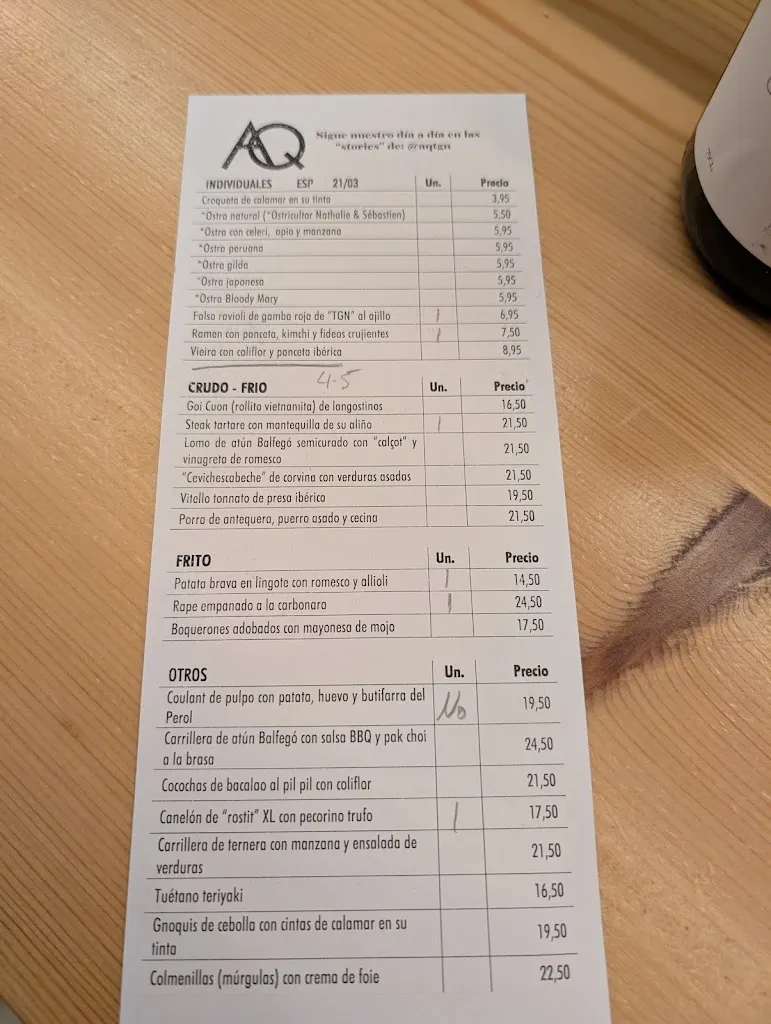 AQ
Sigue nuestro día a día en las
"stories" de: @aqtgn
INDIVIDUALES ESP 21/03 Un. Precio
Croqueta de calamar en su tinta 3,95
*Ostra natural (*Ostricultor Nathalie & Sébastien) 5,50
*Ostra con celeri, apio y manzana 5,95
*Ostra peruana 5,95
*Ostra gilda 5,95
*Ostra japonesa 5,95
*Ostra Bloody Mary 5,95
Falso ravioli de gamba roja de "TGN" al ajillo 1 6,95
Ramen con panceta, kimchi y fideos crujientes 1 7,50
Vieira con coliflor y panceta ibérica 8,95
4-5
CRUDO - FRIO Un. Precio
Goi Cuon (rollito vietnamita) de langostinos 16,50
Steak tartare con mantequilla de su aliño 1 21,50
Lomo de atún Balfegó semicurado con "calçot" y
vinagreta de romesco 21,50
"Cevichescabeche" de corvina con verduras asadas 21,50
Vitello tonnato de presa ibérica 19,50
Porra de antequera, puerro asado y cecina 21,50
FRITO Un. Precio
Patata brava en lingote con romesco y allioli 1 14,50
Rape empanado a la carbonara 1 24,50
Boquerones adobados con mayonesa de mojo 17,50
OTROS Un. Precio
Coulant de pulpo con patata, huevo y butifarra del
Perol No 19,50
Carrillera de atún Balfegó con salsa BBQ y pak choi
a la brasa 24,50
Cocochas de bacalao al pil pil con coliflor 21,50
Canelón de "rostit" XL con pecorino trufo 1 17,50
Carrillera de ternera con manzana y ensalada de
verduras 21,50
Tuétano teriyaki 16,50
Gnoquis de cebolla con cintas de calamar en su
tinta 19,50
Colmenillas (múrgulas) con crema de foie 22,50